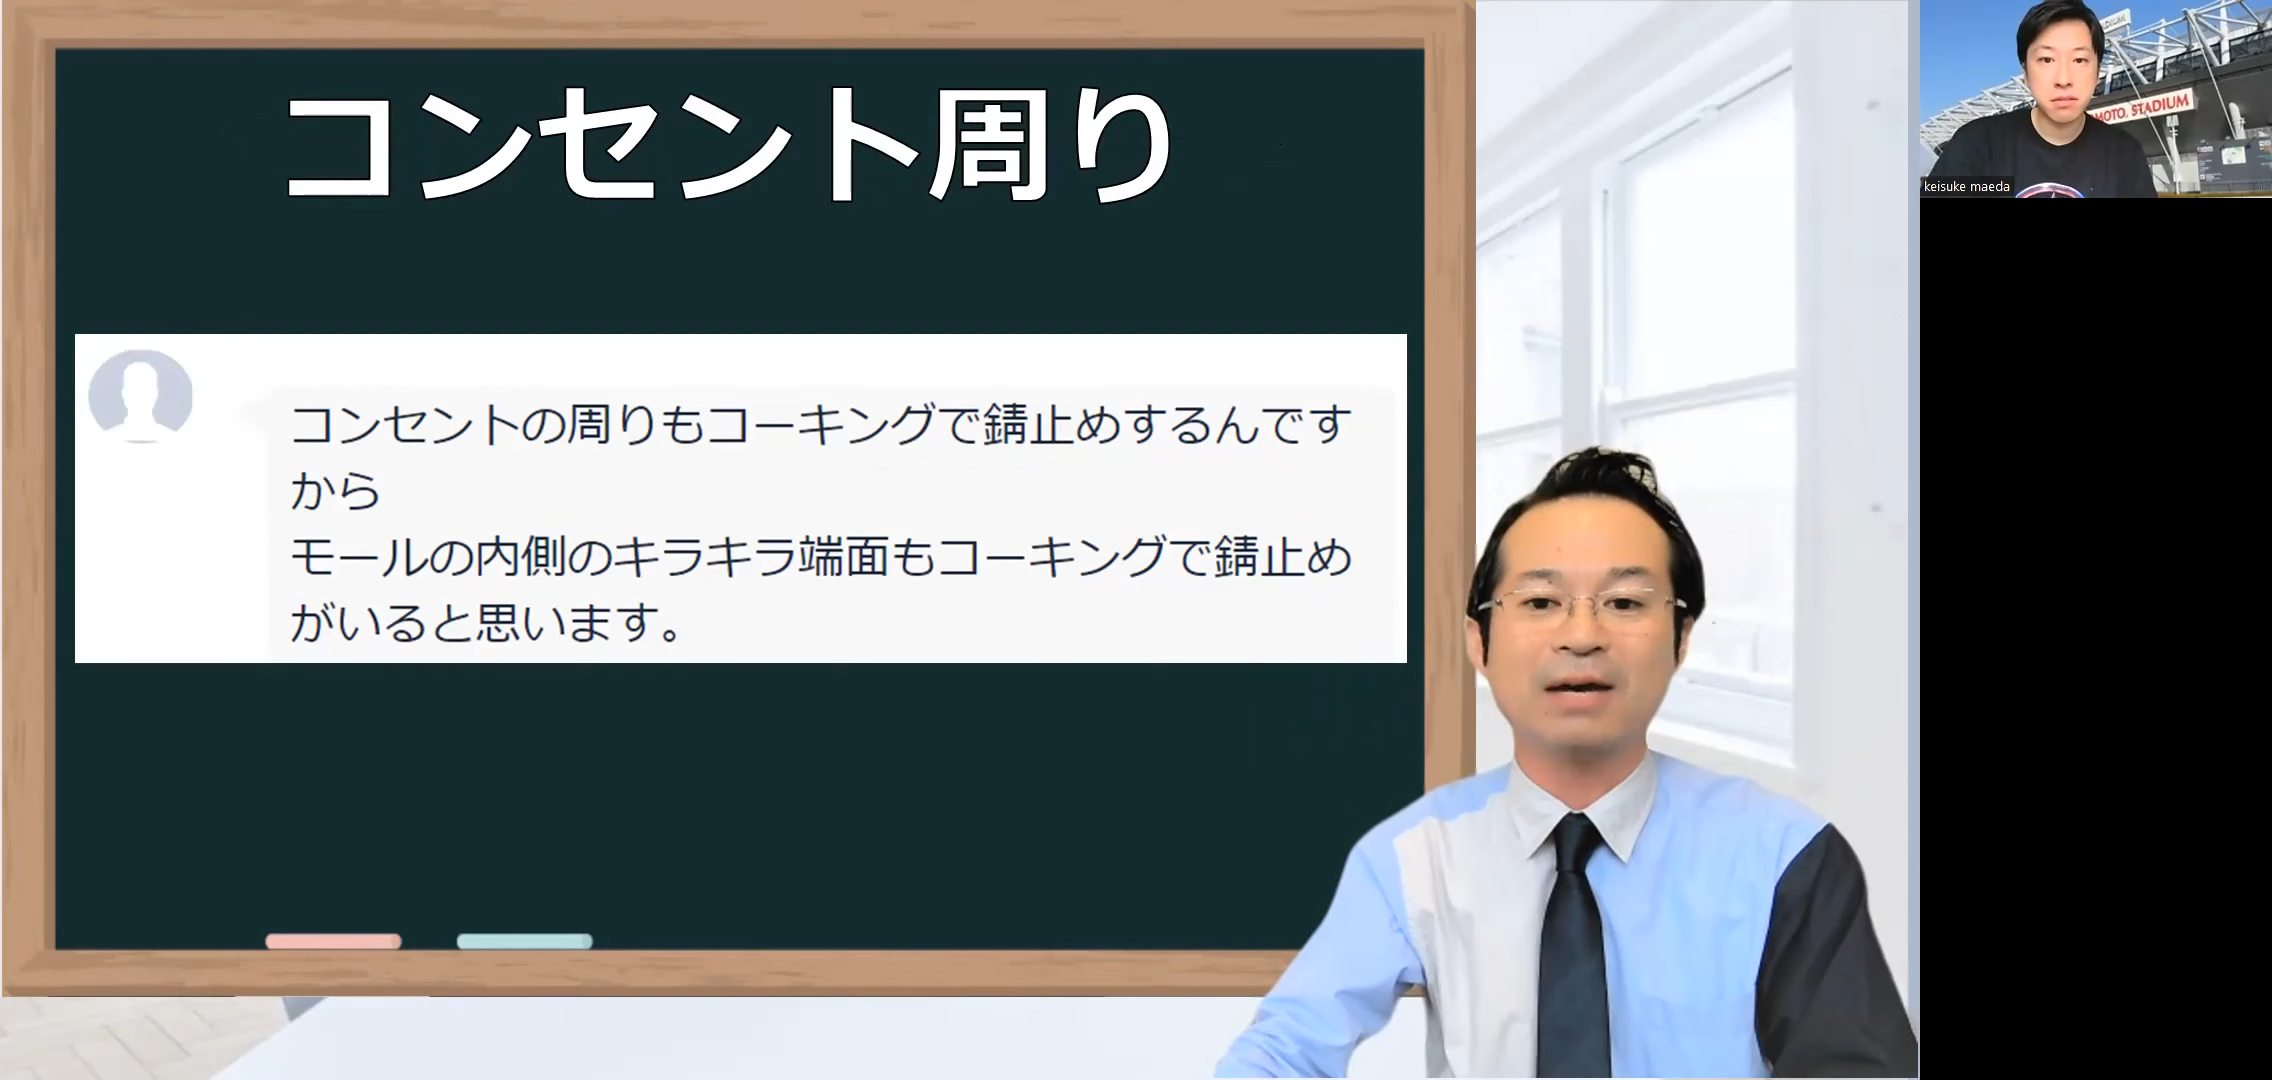 コンセント周り
コンセントの周りもコーキングで錆止めするんです
から
モールの内側のキラキラ端面もコーキングで錆止め
がいると思います。
MOTO STADIUM
keisuke maeda